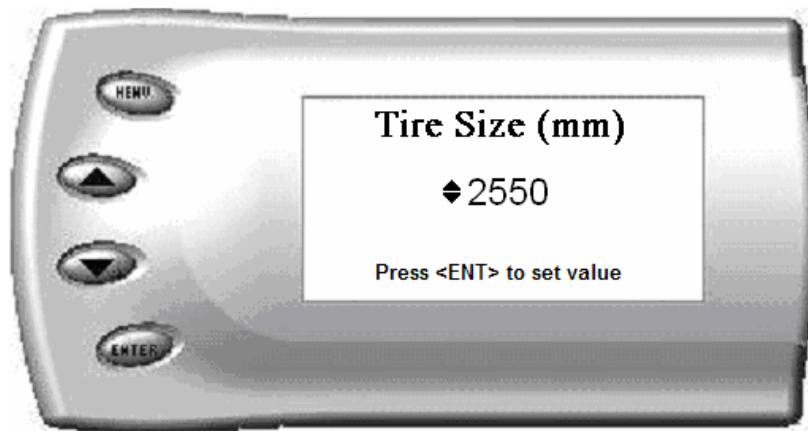 MENU
Tire Size (mm)
2550
Press <ENT> to set value
ENTER